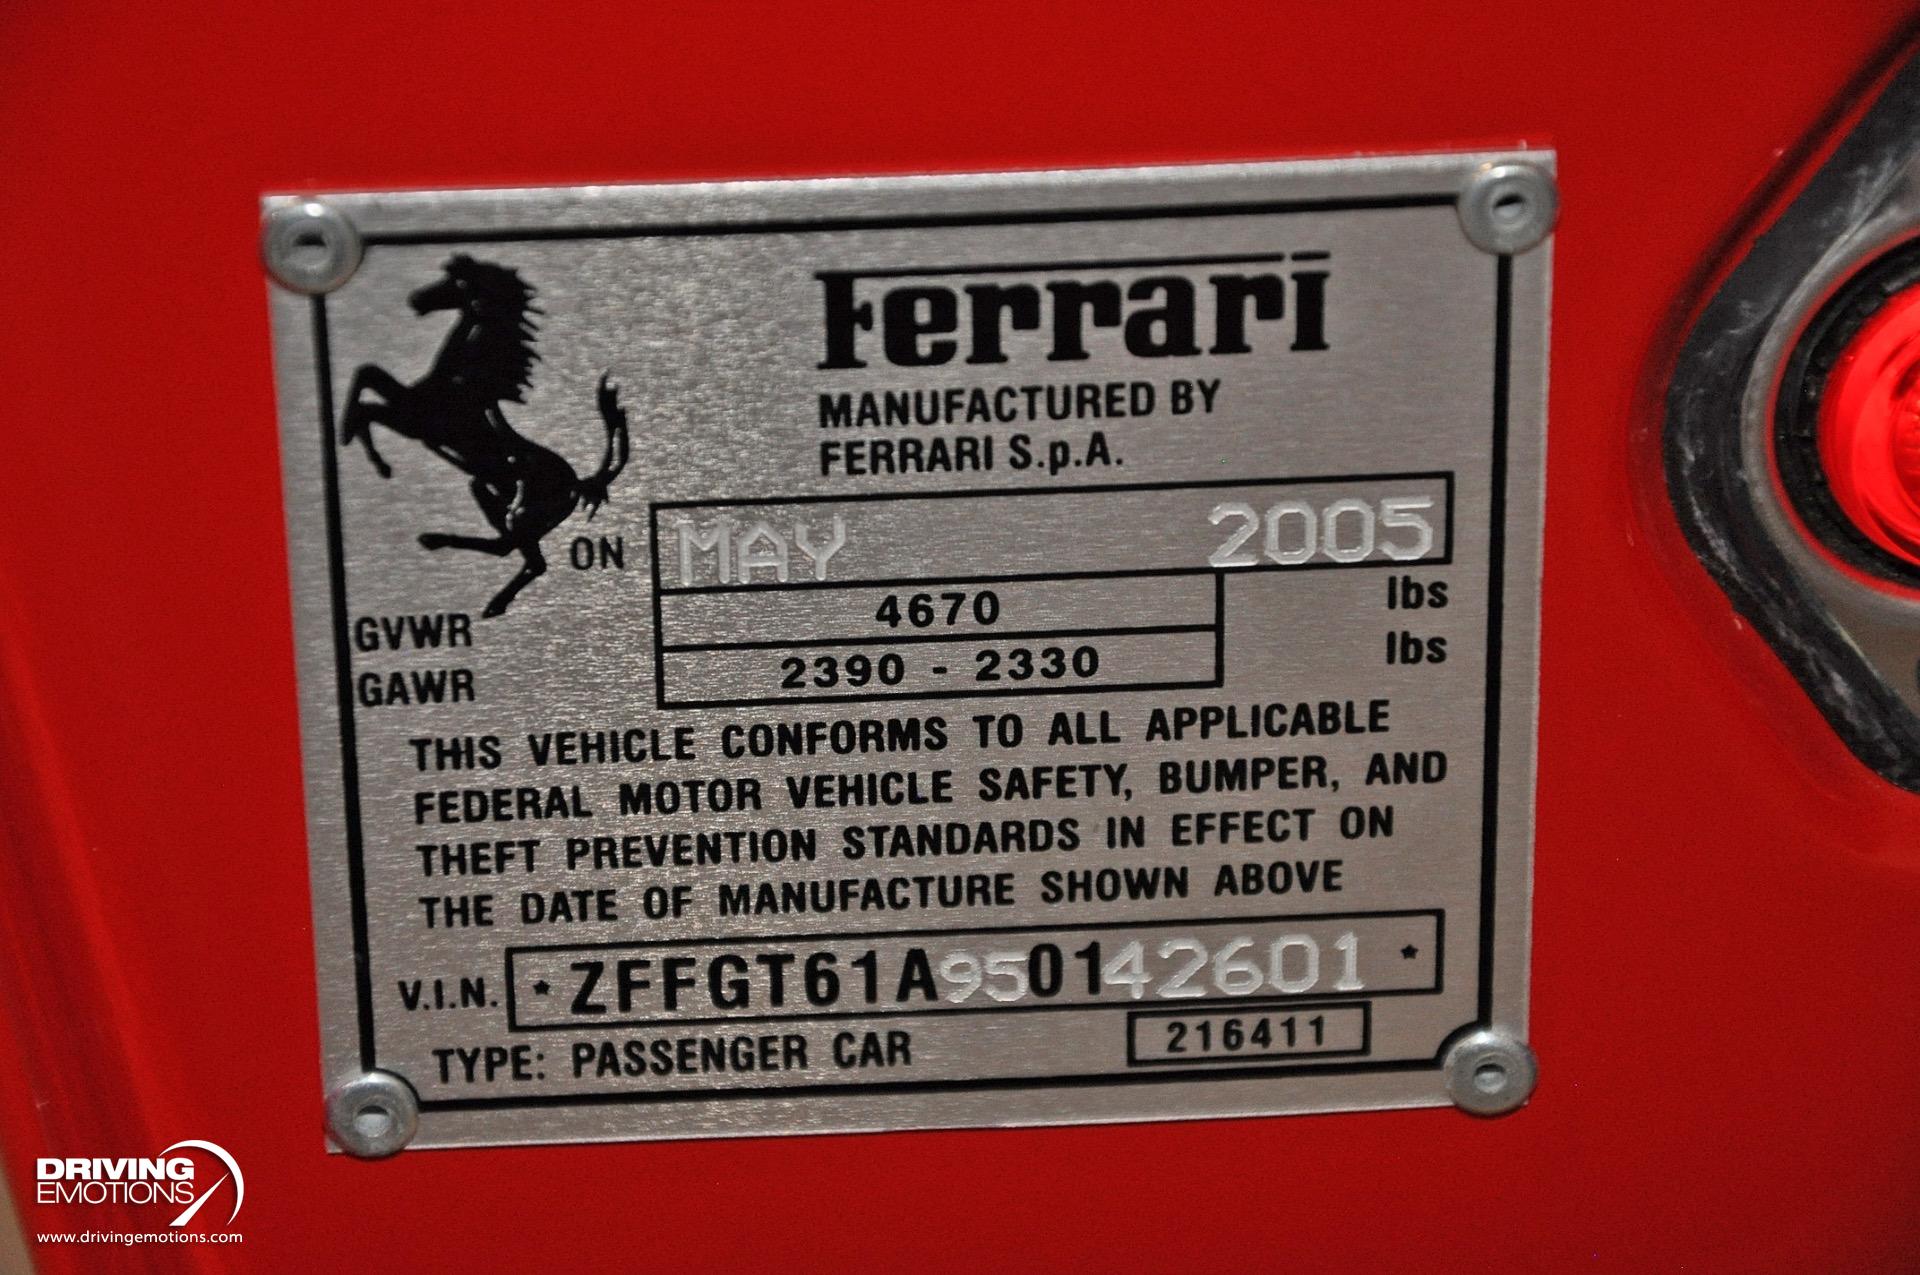 Ferrari
MANUFACTURED BY
FERRARI S.p.A.
ON MAY 2005
GVWR 4670 lbs
GAWR 2390 - 2330 lbs
THIS VEHICLE CONFORMS TO ALL APPLICABLE
FEDERAL MOTOR VEHICLE SAFETY, BUMPER, AND
THEFT PREVENTION STANDARDS IN EFFECT ON
THE DATE OF MANUFACTURE SHOWN ABOVE
V.I.N. * ZFFGT61A950142601 *
TYPE: PASSENGER CAR 216411
DRIVING
EMOTIONS
www.drivingemotions.com